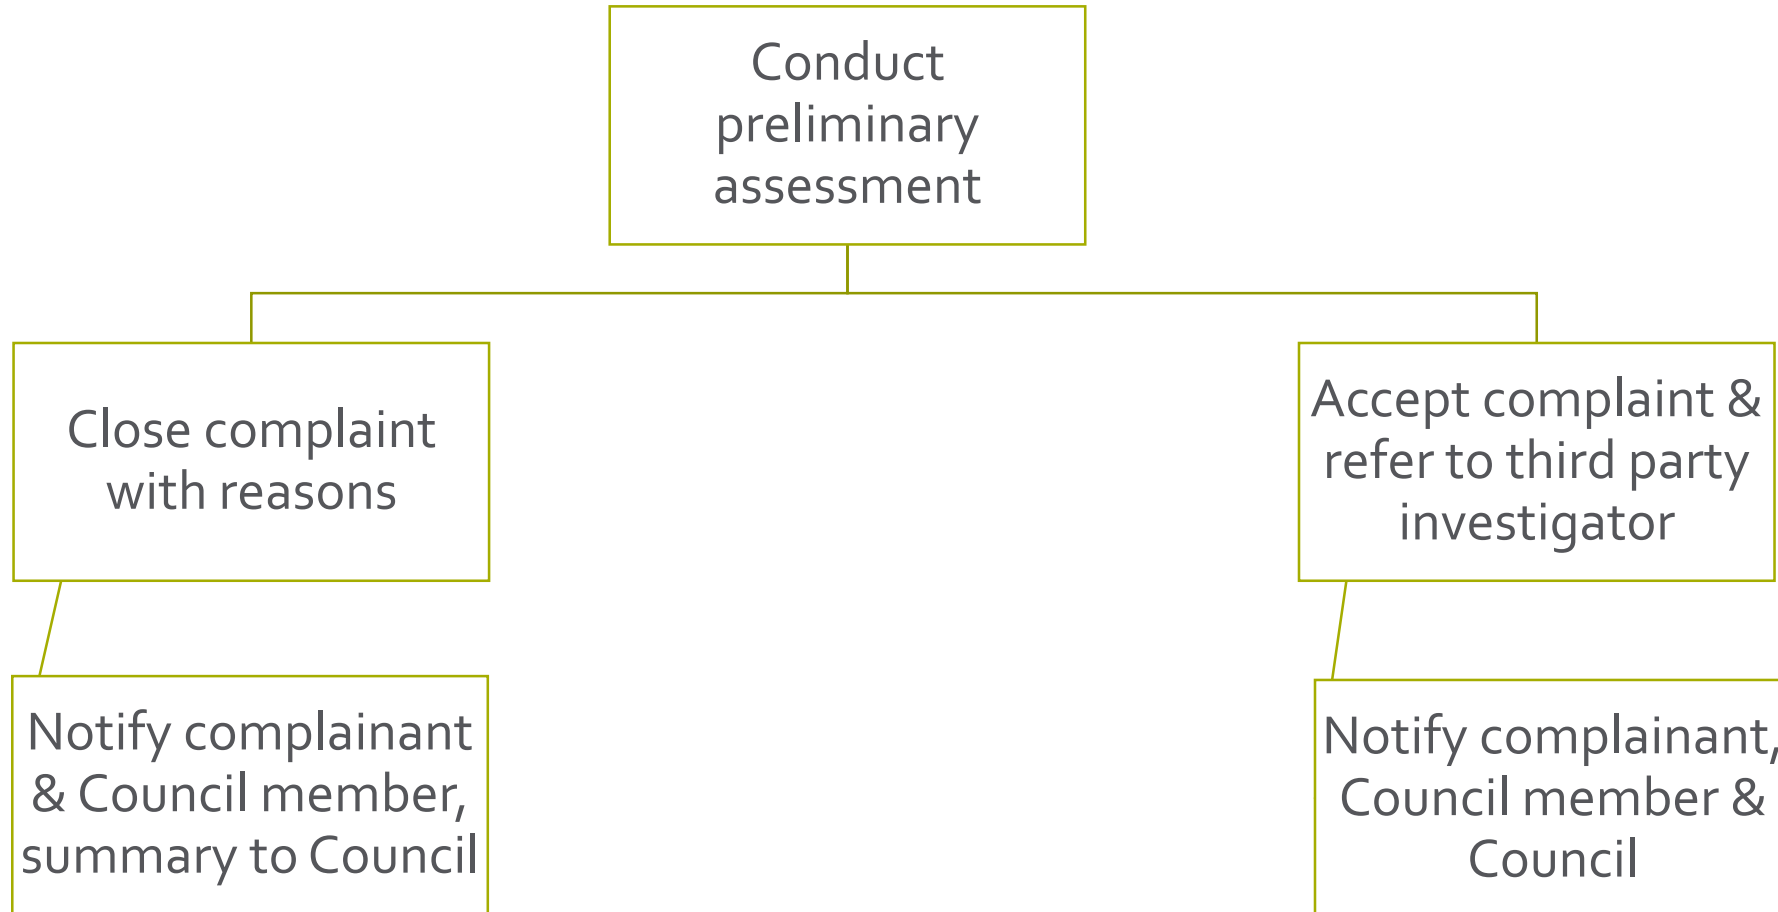 Conduct
preliminary
assessment
Close complaint
with reasons
Accept complaint &
refer to third party
investigator
Notify complainant
& Council member,
summary to Council
Notify complainant,
Council member &
Council